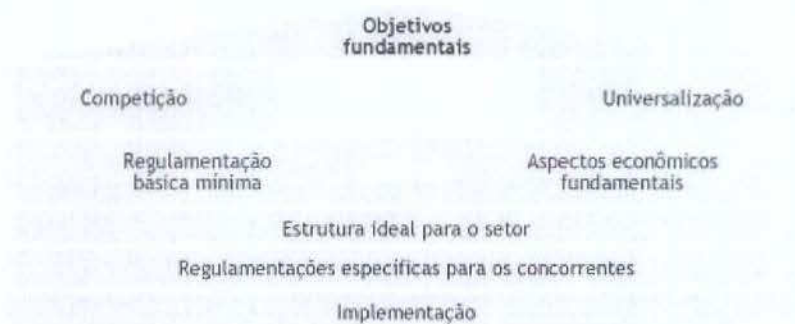 Objetivos
fundamentais
Competição
Universalização
Regulamentação
básica mínima
Aspectos econômicos
fundamentais
Estrutura ideal para o setor
Regulamentações específicas para os concorrentes
Implementação